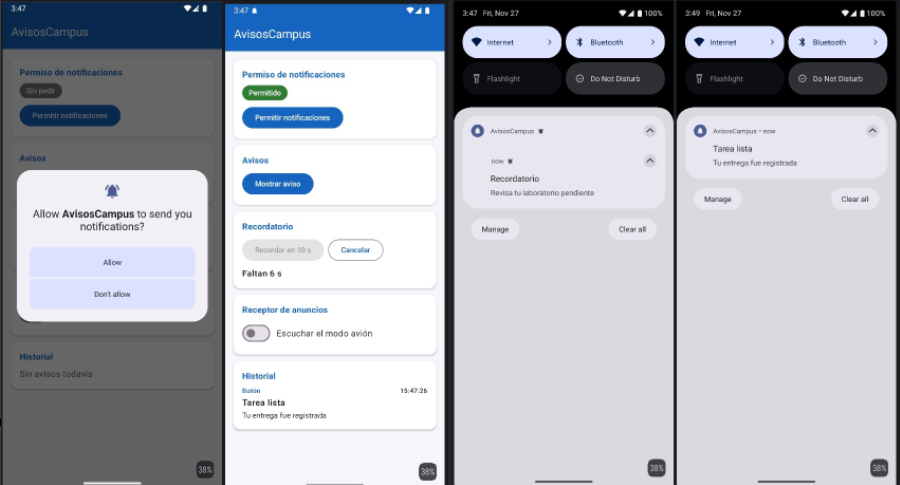 3:47
AvisosCampus
Permiso de notificaciones
Sin pedir
Permitir notificaciones
Avisos
Allow AvisosCampus to send you
notifications?
Allow
Don't allow
Historial
Sin avisos todavía
38%
3:47
AvisosCampus
Permiso de notificaciones
Permitido
Permitir notificaciones
Avisos
Mostrar aviso
Recordatorio
Recordar en 10 s
Cancelar
Faltan 6 s
Receptor de anuncios
Escuchar el modo avión
Historial
Botón 15:47:26
Tarea lista
Tu entrega fue registrada
38%
3:47 Fri, Nov 27 100%
Internet
Bluetooth
Flashlight
Do Not Disturb
AvisosCampus
now
Recordatorio
Revisa tu laboratorio pendiente
Manage
Clear all
38%
3:49 Fri, Nov 27 100%
Internet
Bluetooth
Flashlight
Do Not Disturb
AvisosCampus • now
Tarea lista
Tu entrega fue registrada
Manage
Clear all
38%